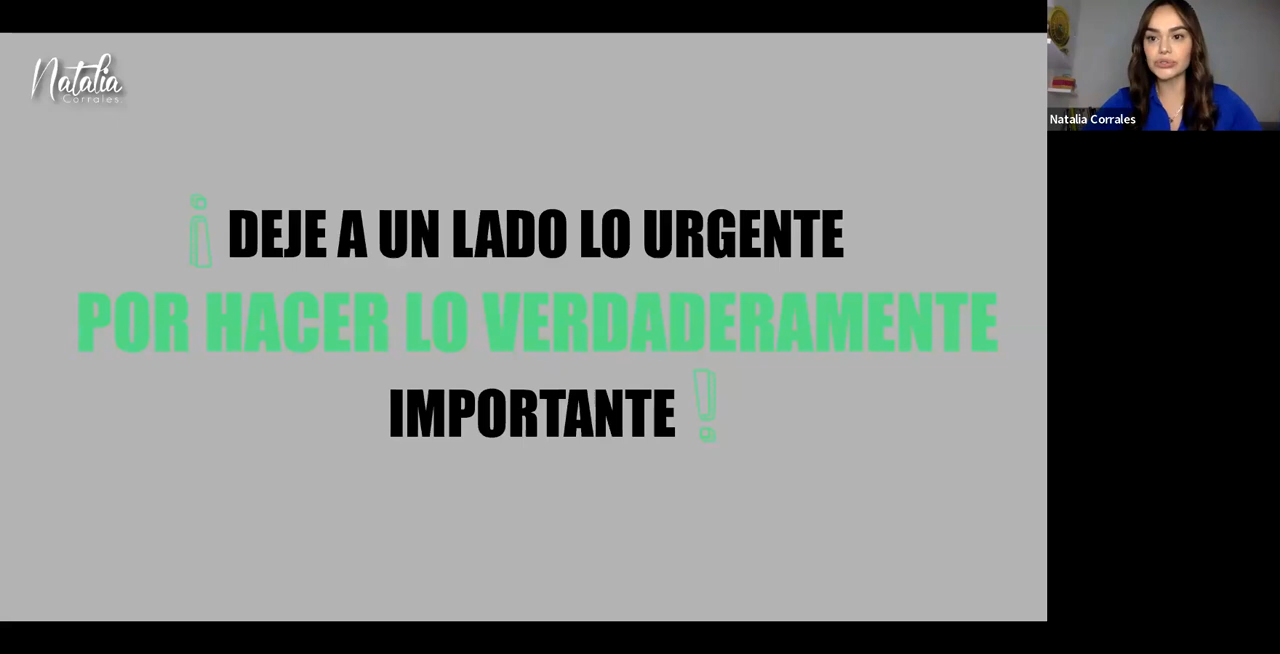 Natalia
Corrales
Natalia Corrales
¡ DEJE A UN LADO LO URGENTE
POR HACER LO VERDADERAMENTE
IMPORTANTE !